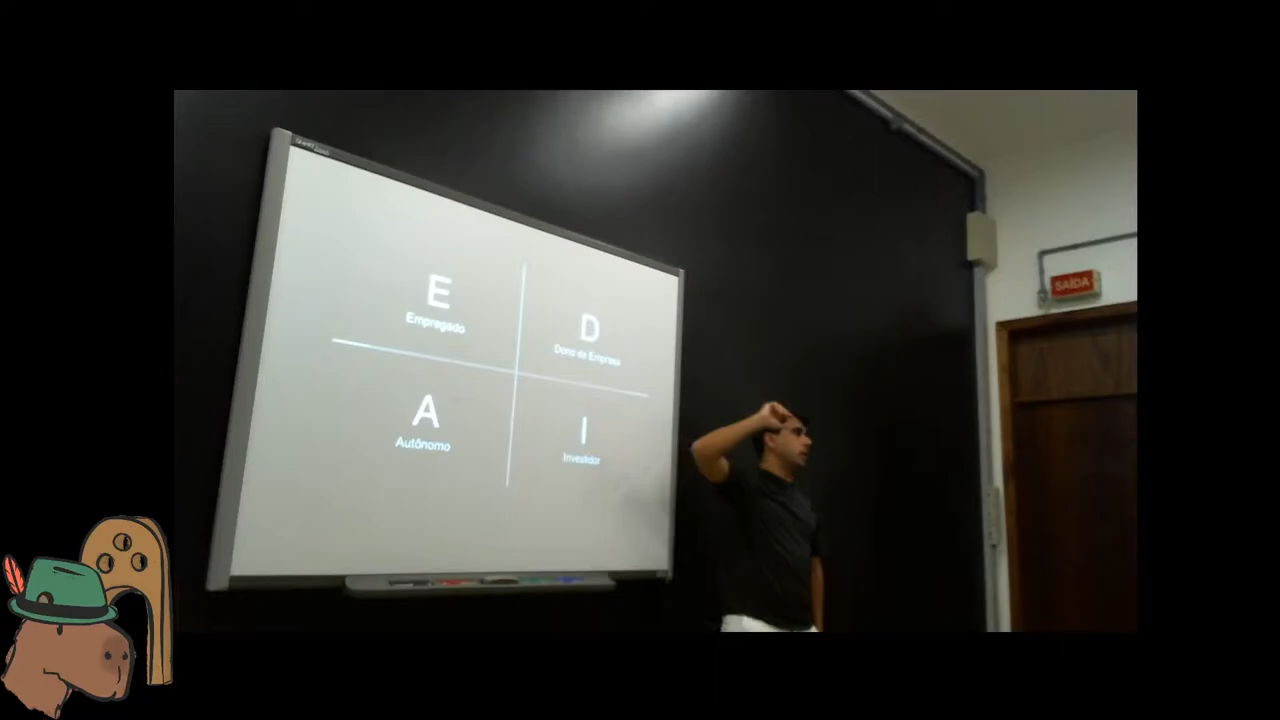 E
Empregado
D
Dono de Empresa
A
Autônomo
I
Investidor
SAÍDA